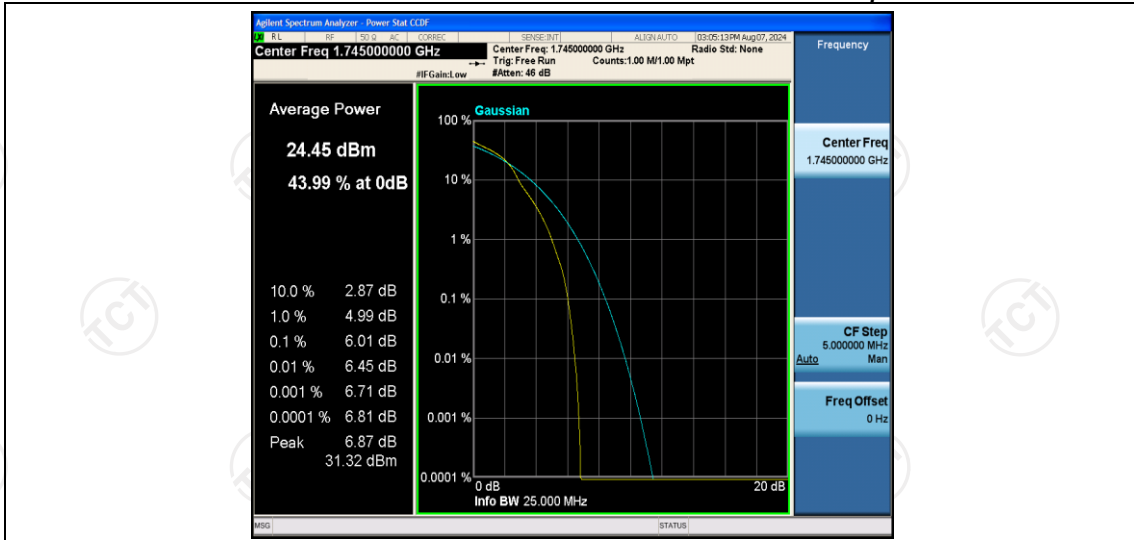 Agilent Spectrum Analyzer - Power Stat CCDF
LXI RL RF 50 Ω AC CORREC SENSE:INT ALIGNAUTO 03:05:13PM Aug07, 2024
Center Freq 1.745000000 GHz
Center Freq: 1.745000000 GHz Radio Std: None
Trig: Free Run Counts:1.00 M/1.00 Mpt
#IFGain:Low #Atten: 46 dB
Frequency
Average Power
24.45 dBm
43.99 % at 0dB
10.0 % 2.87 dB
1.0 % 4.99 dB
0.1 % 6.01 dB
0.01 % 6.45 dB
0.001 % 6.71 dB
0.0001 % 6.81 dB
Peak 6.87 dB
31.32 dBm
Gaussian
100 %
10 %
1 %
0.1 %
0.01 %
0.001 %
0.0001 %
0 dB 20 dB
Info BW 25.000 MHz
Center Freq
1.745000000 GHz
CF Step
5.000000 MHz
Auto Man
Freq Offset
0 Hz
MSG STATUS
TCT
TCT